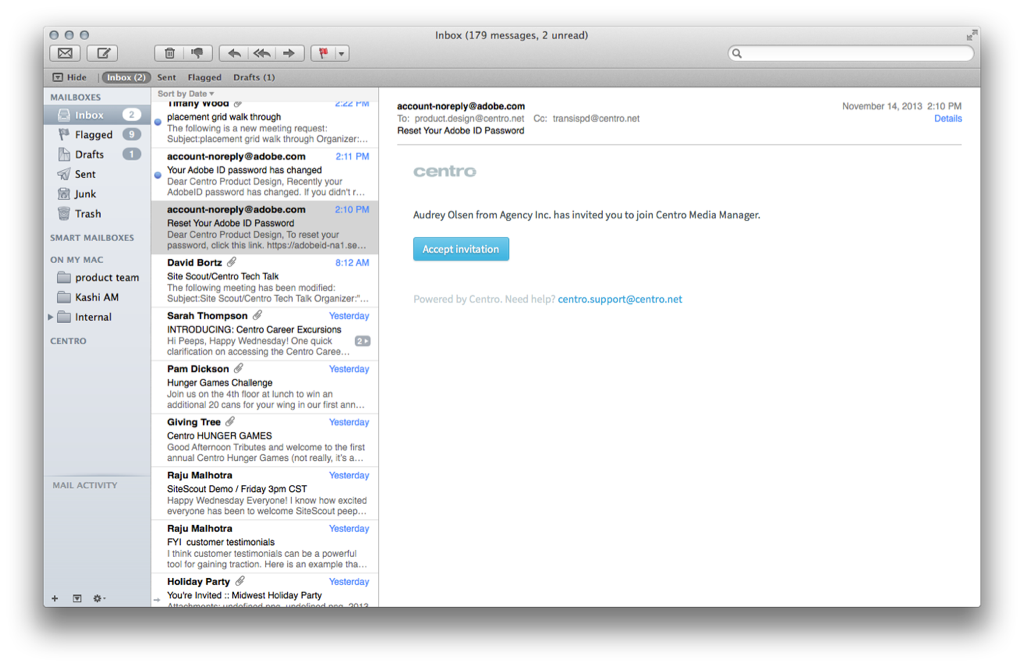 Inbox (179 messages, 2 unread)
Hide
Inbox (2)
Sent
Flagged
Drafts (1)
MAILBOXES
Inbox 2
Flagged 9
Drafts 1
Sent
Junk
Trash
SMART MAILBOXES
ON MY MAC
product team
Kashi AM
Internal
CENTRO
MAIL ACTIVITY
Sort by Date
Tiffany Wood 2:22 PM
placement grid walk through
The following is a new meeting request:
Subject:placement grid walk through Organizer:...
account-noreply@adobe.com 2:11 PM
Your Adobe ID password has changed
Dear Centro Product Design, Recently your
AdobeID password has changed. If you didn't r...
account-noreply@adobe.com 2:10 PM
Reset Your Adobe ID Password
Dear Centro Product Design, To reset your
password, click this link. https://adobeid-na1.se...
David Bortz 8:12 AM
Site Scout/Centro Tech Talk
The following meeting has been modified:
Subject:Site Scout/Centro Tech Talk Organizer:"...
Sarah Thompson Yesterday
INTRODUCING: Centro Career Excursions
Hi Peeps, Happy Wednesday! One quick
clarification on accessing the Centro Caree... 2
Pam Dickson Yesterday
Hunger Games Challenge
Join us on the 4th floor at lunch to win an
additional 20 cans for your wing in our first ann...
Giving Tree Yesterday
Centro HUNGER GAMES
Good Afternoon Tributes and welcome to the first
annual Centro Hunger Games (not really, it's a...
Raju Malhotra Yesterday
SiteScout Demo / Friday 3pm CST
Happy Wednesday Everyone! I know how excited
everyone has been to welcome SiteScout peep...
Raju Malhotra Yesterday
FYI customer testimonials
I think customer testimonials can be a powerful
tool for gaining traction. Here is an example tha...
Holiday Party Yesterday
You're Invited :: Midwest Holiday Party
Attachments: undefined.png, undefined.png, 2013
account-noreply@adobe.com November 14, 2013 2:10 PM
To: product.design@centro.net Cc: transispd@centro.net Details
Reset Your Adobe ID Password
centro
Audrey Olsen from Agency Inc. has invited you to join Centro Media Manager.
Accept invitation
Powered by Centro. Need help? centro.support@centro.net